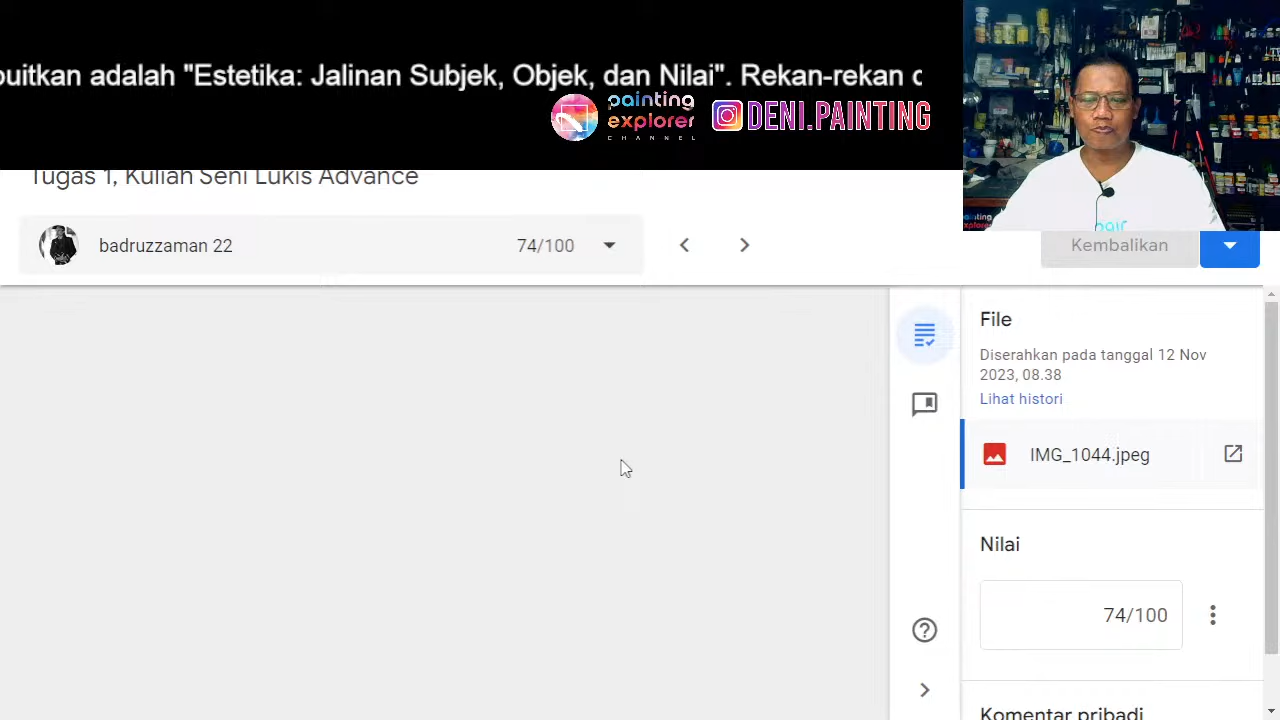 adalah "Estetika: Jalinan Subjek, Objek, dan Nilai". Rekan-rekan
painting
explorer
CHANNEL
DENI.PAINTING
Tugas 1, Kuliah Seni Lukis Advance
badruzzaman 22
74/100
Kembalikan
File
Diserahkan pada tanggal 12 Nov
2023, 08.38
Lihat histori
IMG_1044.jpeg
Nilai
74/100
Komentar pribadi